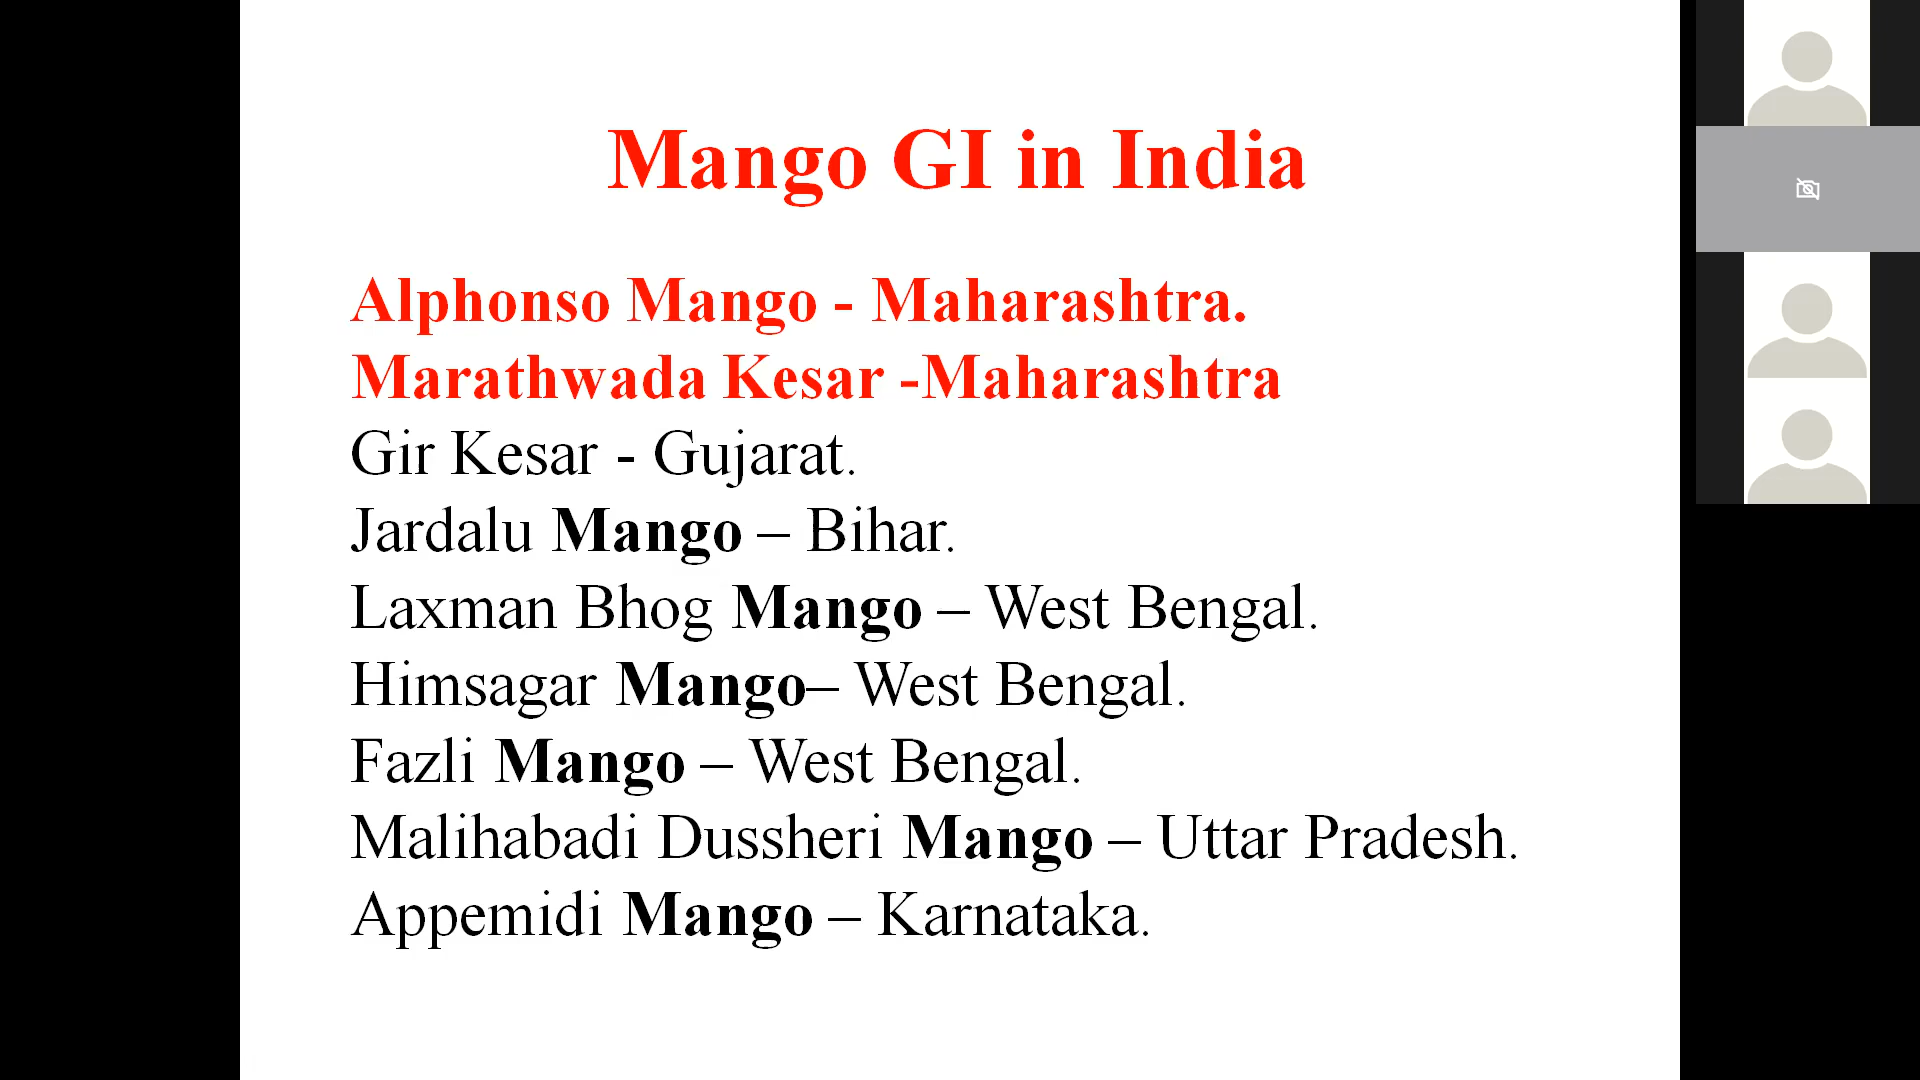 Mango GI in India
Alphonso Mango - Maharashtra.
Marathwada Kesar -Maharashtra
Gir Kesar - Gujarat.
Jardalu Mango – Bihar.
Laxman Bhog Mango – West Bengal.
Himsagar Mango– West Bengal.
Fazli Mango – West Bengal.
Malihabadi Dussheri Mango – Uttar Pradesh.
Appemidi Mango – Karnataka.